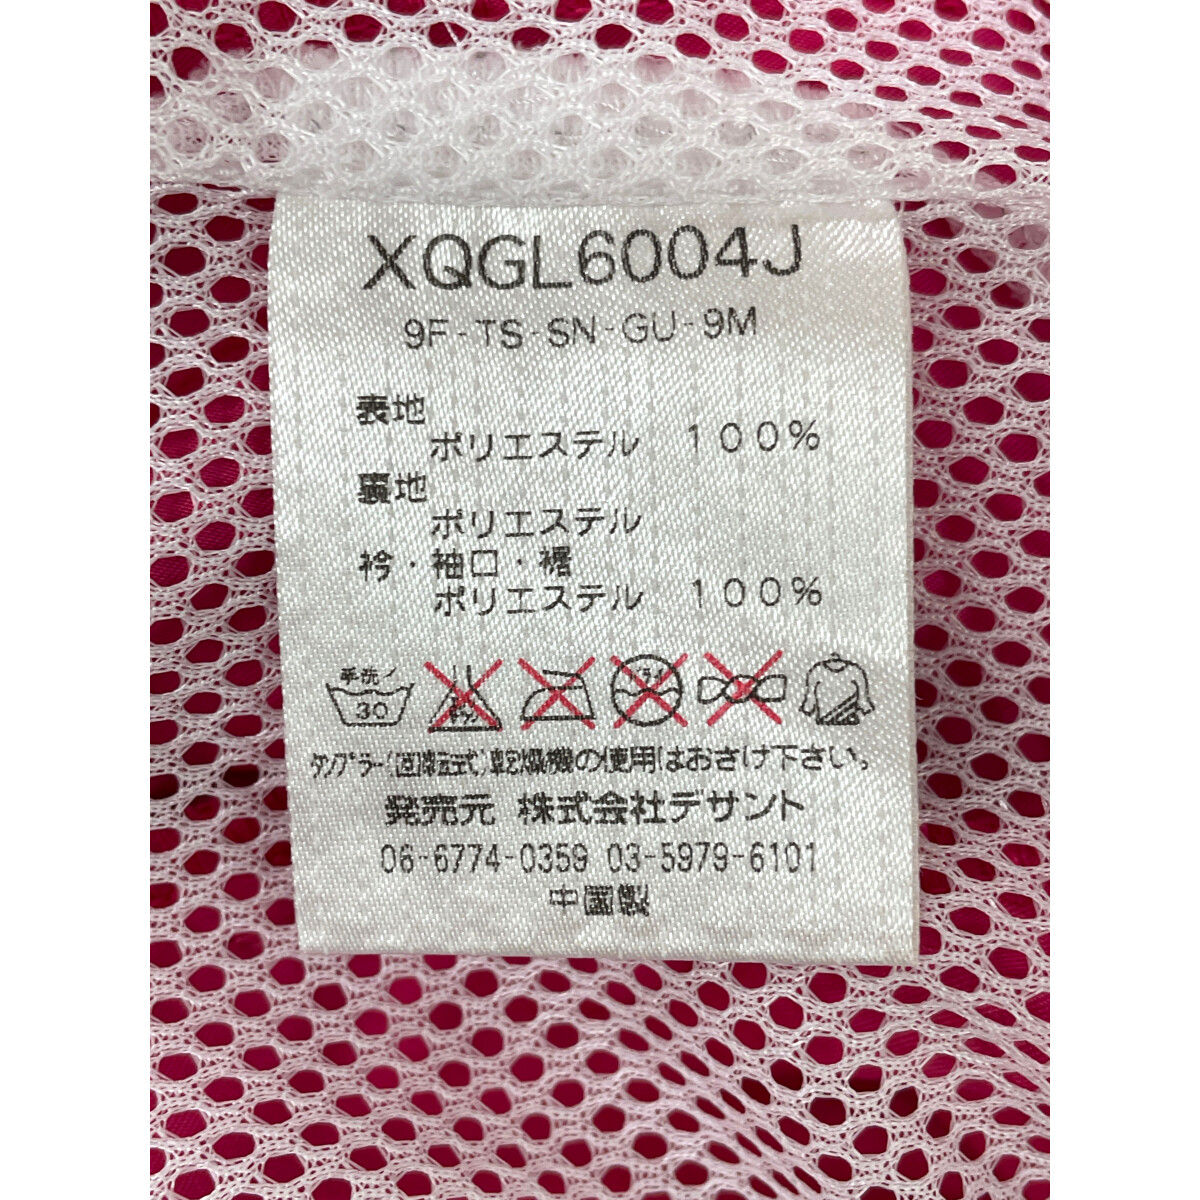 XQGL6004J
9F-TS-SN-GU-9M
表地
ポリエステル 100%
裏地
ポリエステル
衿・袖口・裾
ポリエステル 100%
手洗イ
30
タンブラー(回転式)乾燥機の使用はおさけ下さい。
発売元 株式会社デサント
06-6774-0359 03-5979-6101
中国製